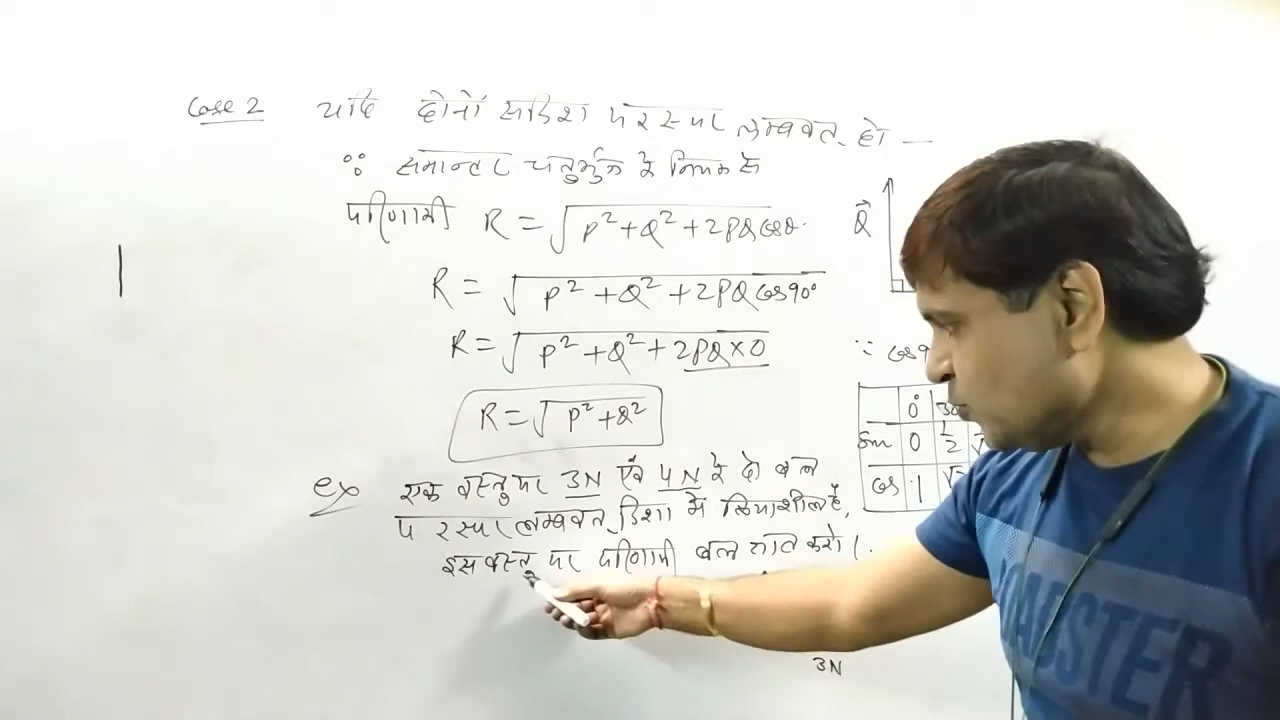 Case 2 यदि दोनों सदिश परस्पर लम्बवत् हो —
∵ समान्तर चतुर्भुज के नियम से
परिणामी R = √P² + Q² + 2PQ cosθ
R = √P² + Q² + 2PQ cos90°
R = √P² + Q² + 2PQ×0
R = √P² + Q²
ex एक वस्तु पर 3N एवं 4N के दो बल
परस्पर लम्बवत् दिशा में क्रियाशील हैं,
इस वस्तु पर परिणामी बल ज्ञात करो।
Q⃗
∵ cos
0°
Sin 0 1/2
cos 1
3N